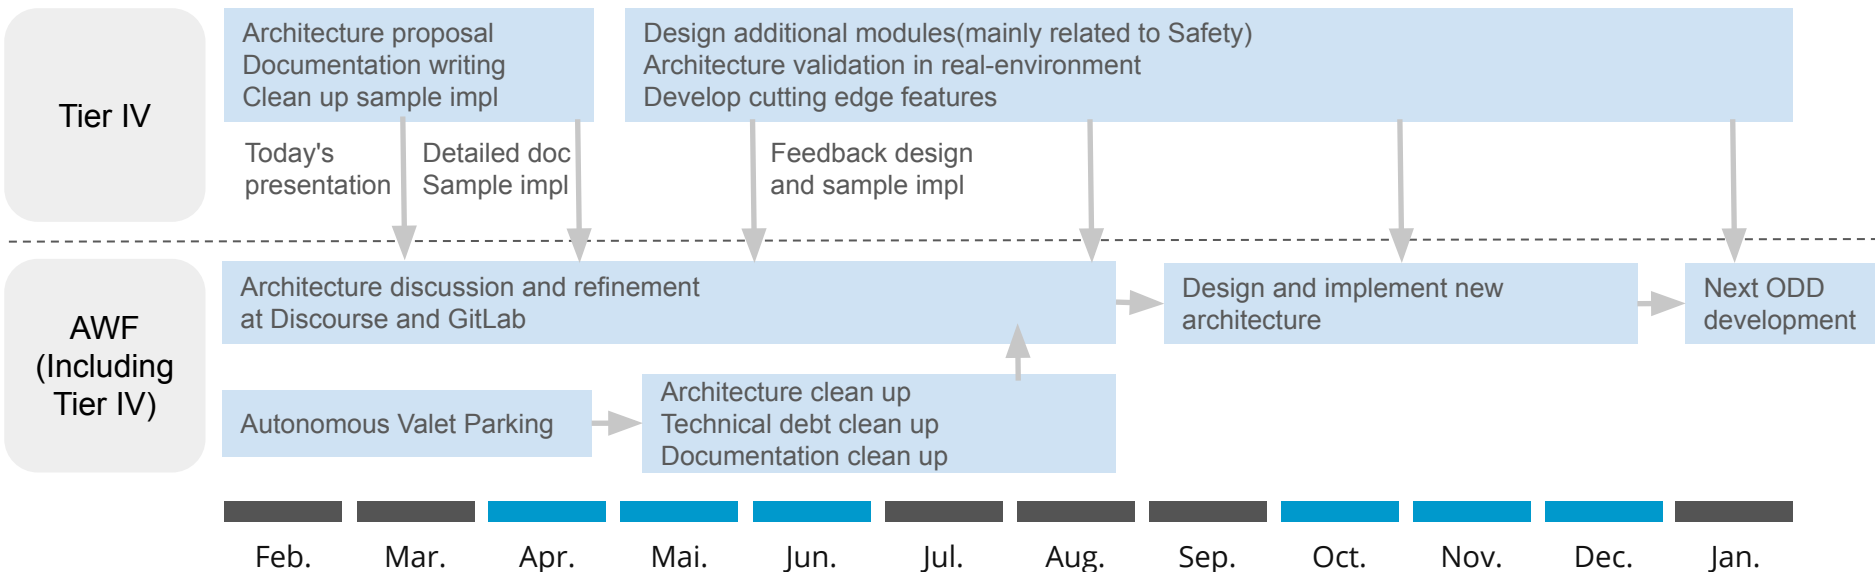 Tier IV
Architecture proposal
Documentation writing
Clean up sample impl
Design additional modules(mainly related to Safety)
Architecture validation in real-environment
Develop cutting edge features
Today's
presentation
Detailed doc
Sample impl
Feedback design
and sample impl
AWF
(Including
Tier IV)
Architecture discussion and refinement
at Discourse and GitLab
Design and implement new
architecture
Next ODD
development
Autonomous Valet Parking
Architecture clean up
Technical debt clean up
Documentation clean up
Feb.
Mar.
Apr.
Mai.
Jun.
Jul.
Aug.
Sep.
Oct.
Nov.
Dec.
Jan.